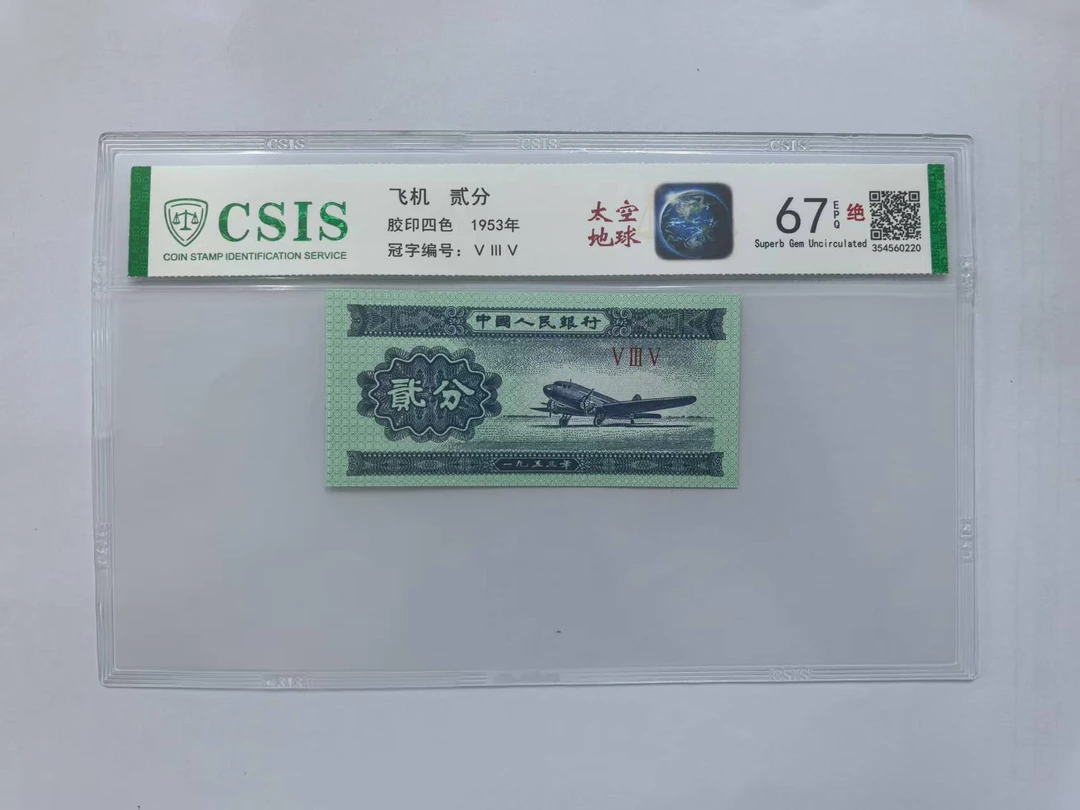 CSIS
CSIS
CSIS
CSIS
COIN STAMP IDENTIFICATION SERVICE
飞机 贰分
胶印四色 1953年
冠字编号：V III V
太空
地球
67
EPQ
绝
Superb Gem Uncirculated
354560220
中國人民銀行
V III V
貳分
一九五三年
CSIS